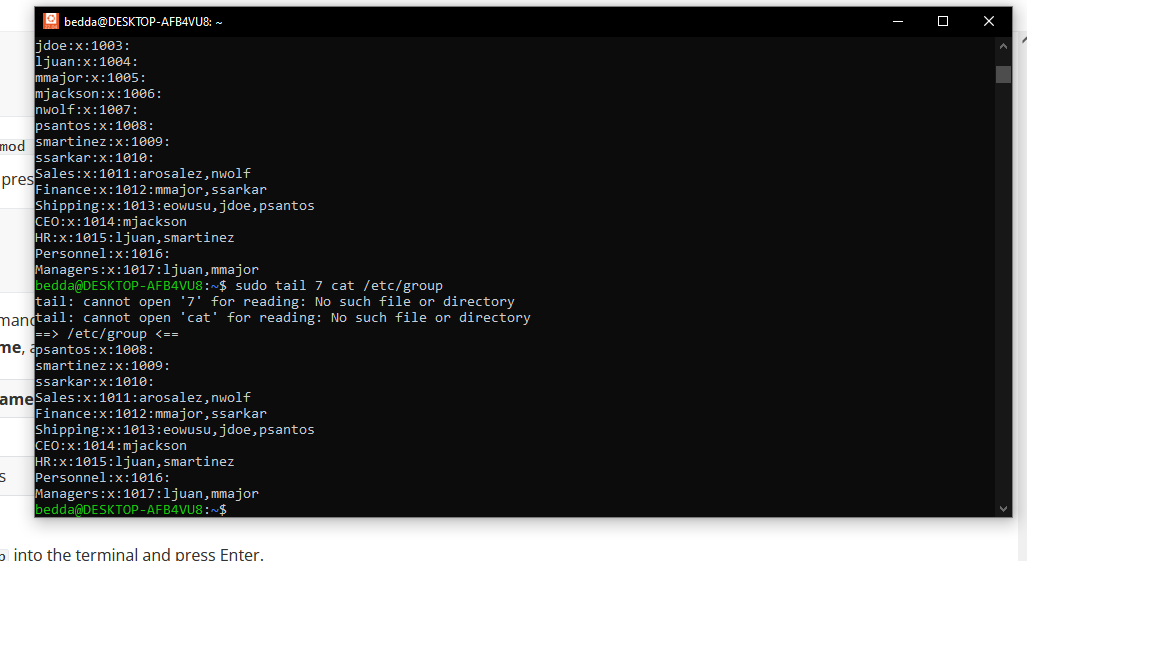 bedda@DESKTOP-AFB4VU8: ~
jdoe:x:1003:
ljuan:x:1004:
mmajor:x:1005:
mjackson:x:1006:
nwolf:x:1007:
psantos:x:1008:
smartinez:x:1009:
ssarkar:x:1010:
Sales:x:1011:arosalez,nwolf
Finance:x:1012:mmajor,ssarkar
Shipping:x:1013:eowusu,jdoe,psantos
CEO:x:1014:mjackson
HR:x:1015:ljuan,smartinez
Personnel:x:1016:
Managers:x:1017:ljuan,mmajor
bedda@DESKTOP-AFB4VU8:~$ sudo tail 7 cat /etc/group
tail: cannot open '7' for reading: No such file or directory
tail: cannot open 'cat' for reading: No such file or directory
==> /etc/group <==
psantos:x:1008:
smartinez:x:1009:
ssarkar:x:1010:
Sales:x:1011:arosalez,nwolf
Finance:x:1012:mmajor,ssarkar
Shipping:x:1013:eowusu,jdoe,psantos
CEO:x:1014:mjackson
HR:x:1015:ljuan,smartinez
Personnel:x:1016:
Managers:x:1017:ljuan,mmajor
bedda@DESKTOP-AFB4VU8:~$
mod
pres
mand
me, a
ame
s
p into the terminal and press Enter.